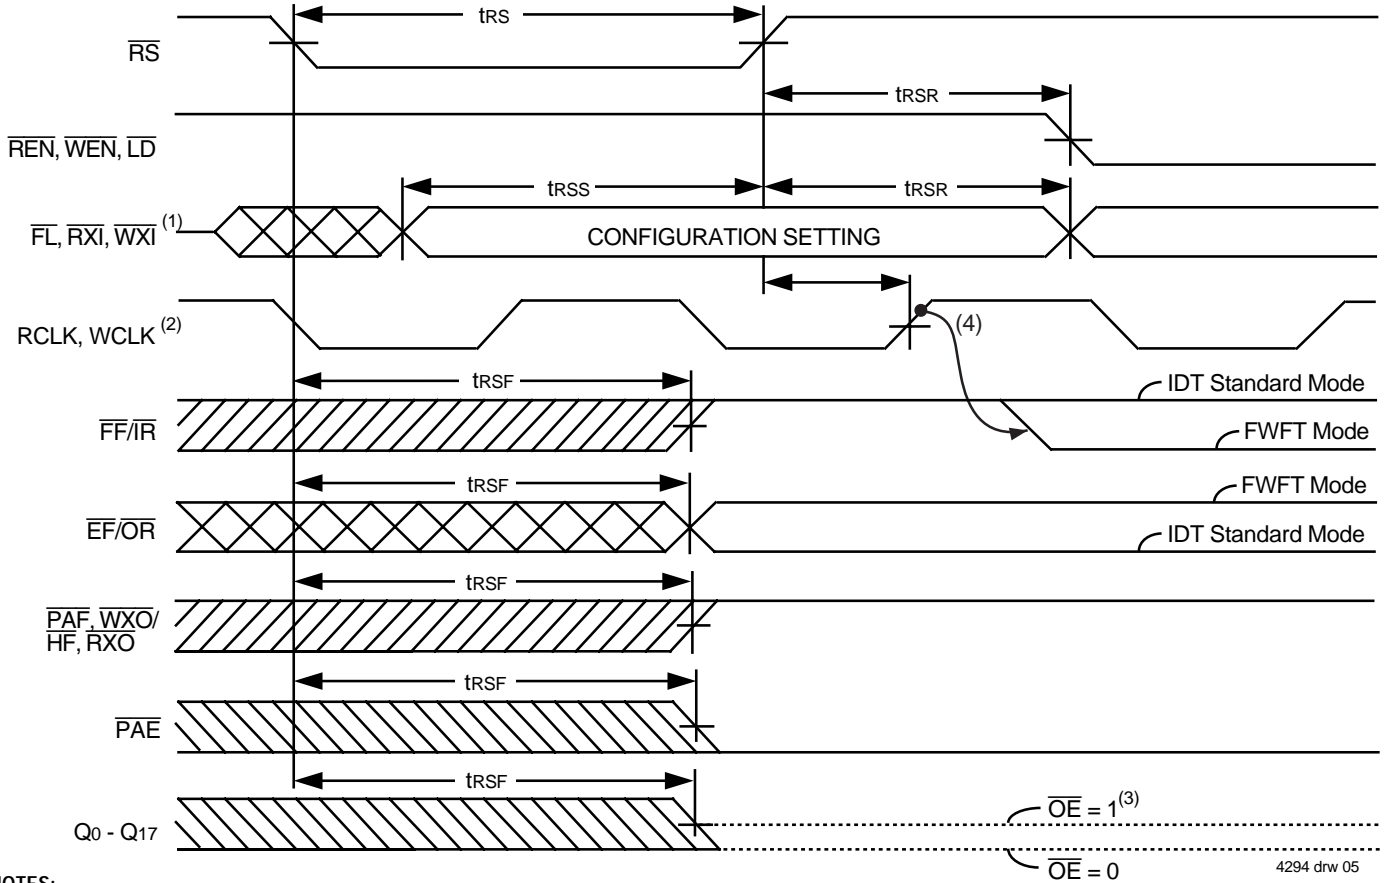 tRS
RS
tRSR
REN, WEN, LD
tRSS
tRSR
FL, RXI, WXI (1)
CONFIGURATION SETTING
RCLK, WCLK (2)
(4)
tRSF
IDT Standard Mode
FF/IR
FWFT Mode
tRSF
FWFT Mode
EF/OR
IDT Standard Mode
tRSF
PAF, WXO/
HF, RXO
tRSF
PAE
tRSF
OE = 1(3)
Q0 - Q17
OE = 0
4294 drw 05
NOTES: